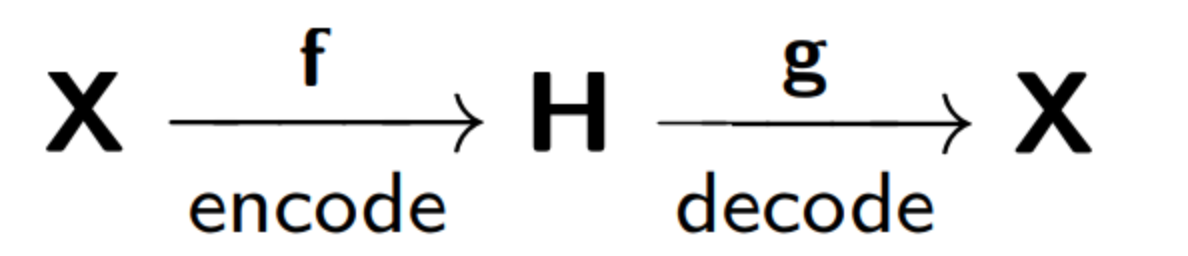 f g
X H X
encode decode